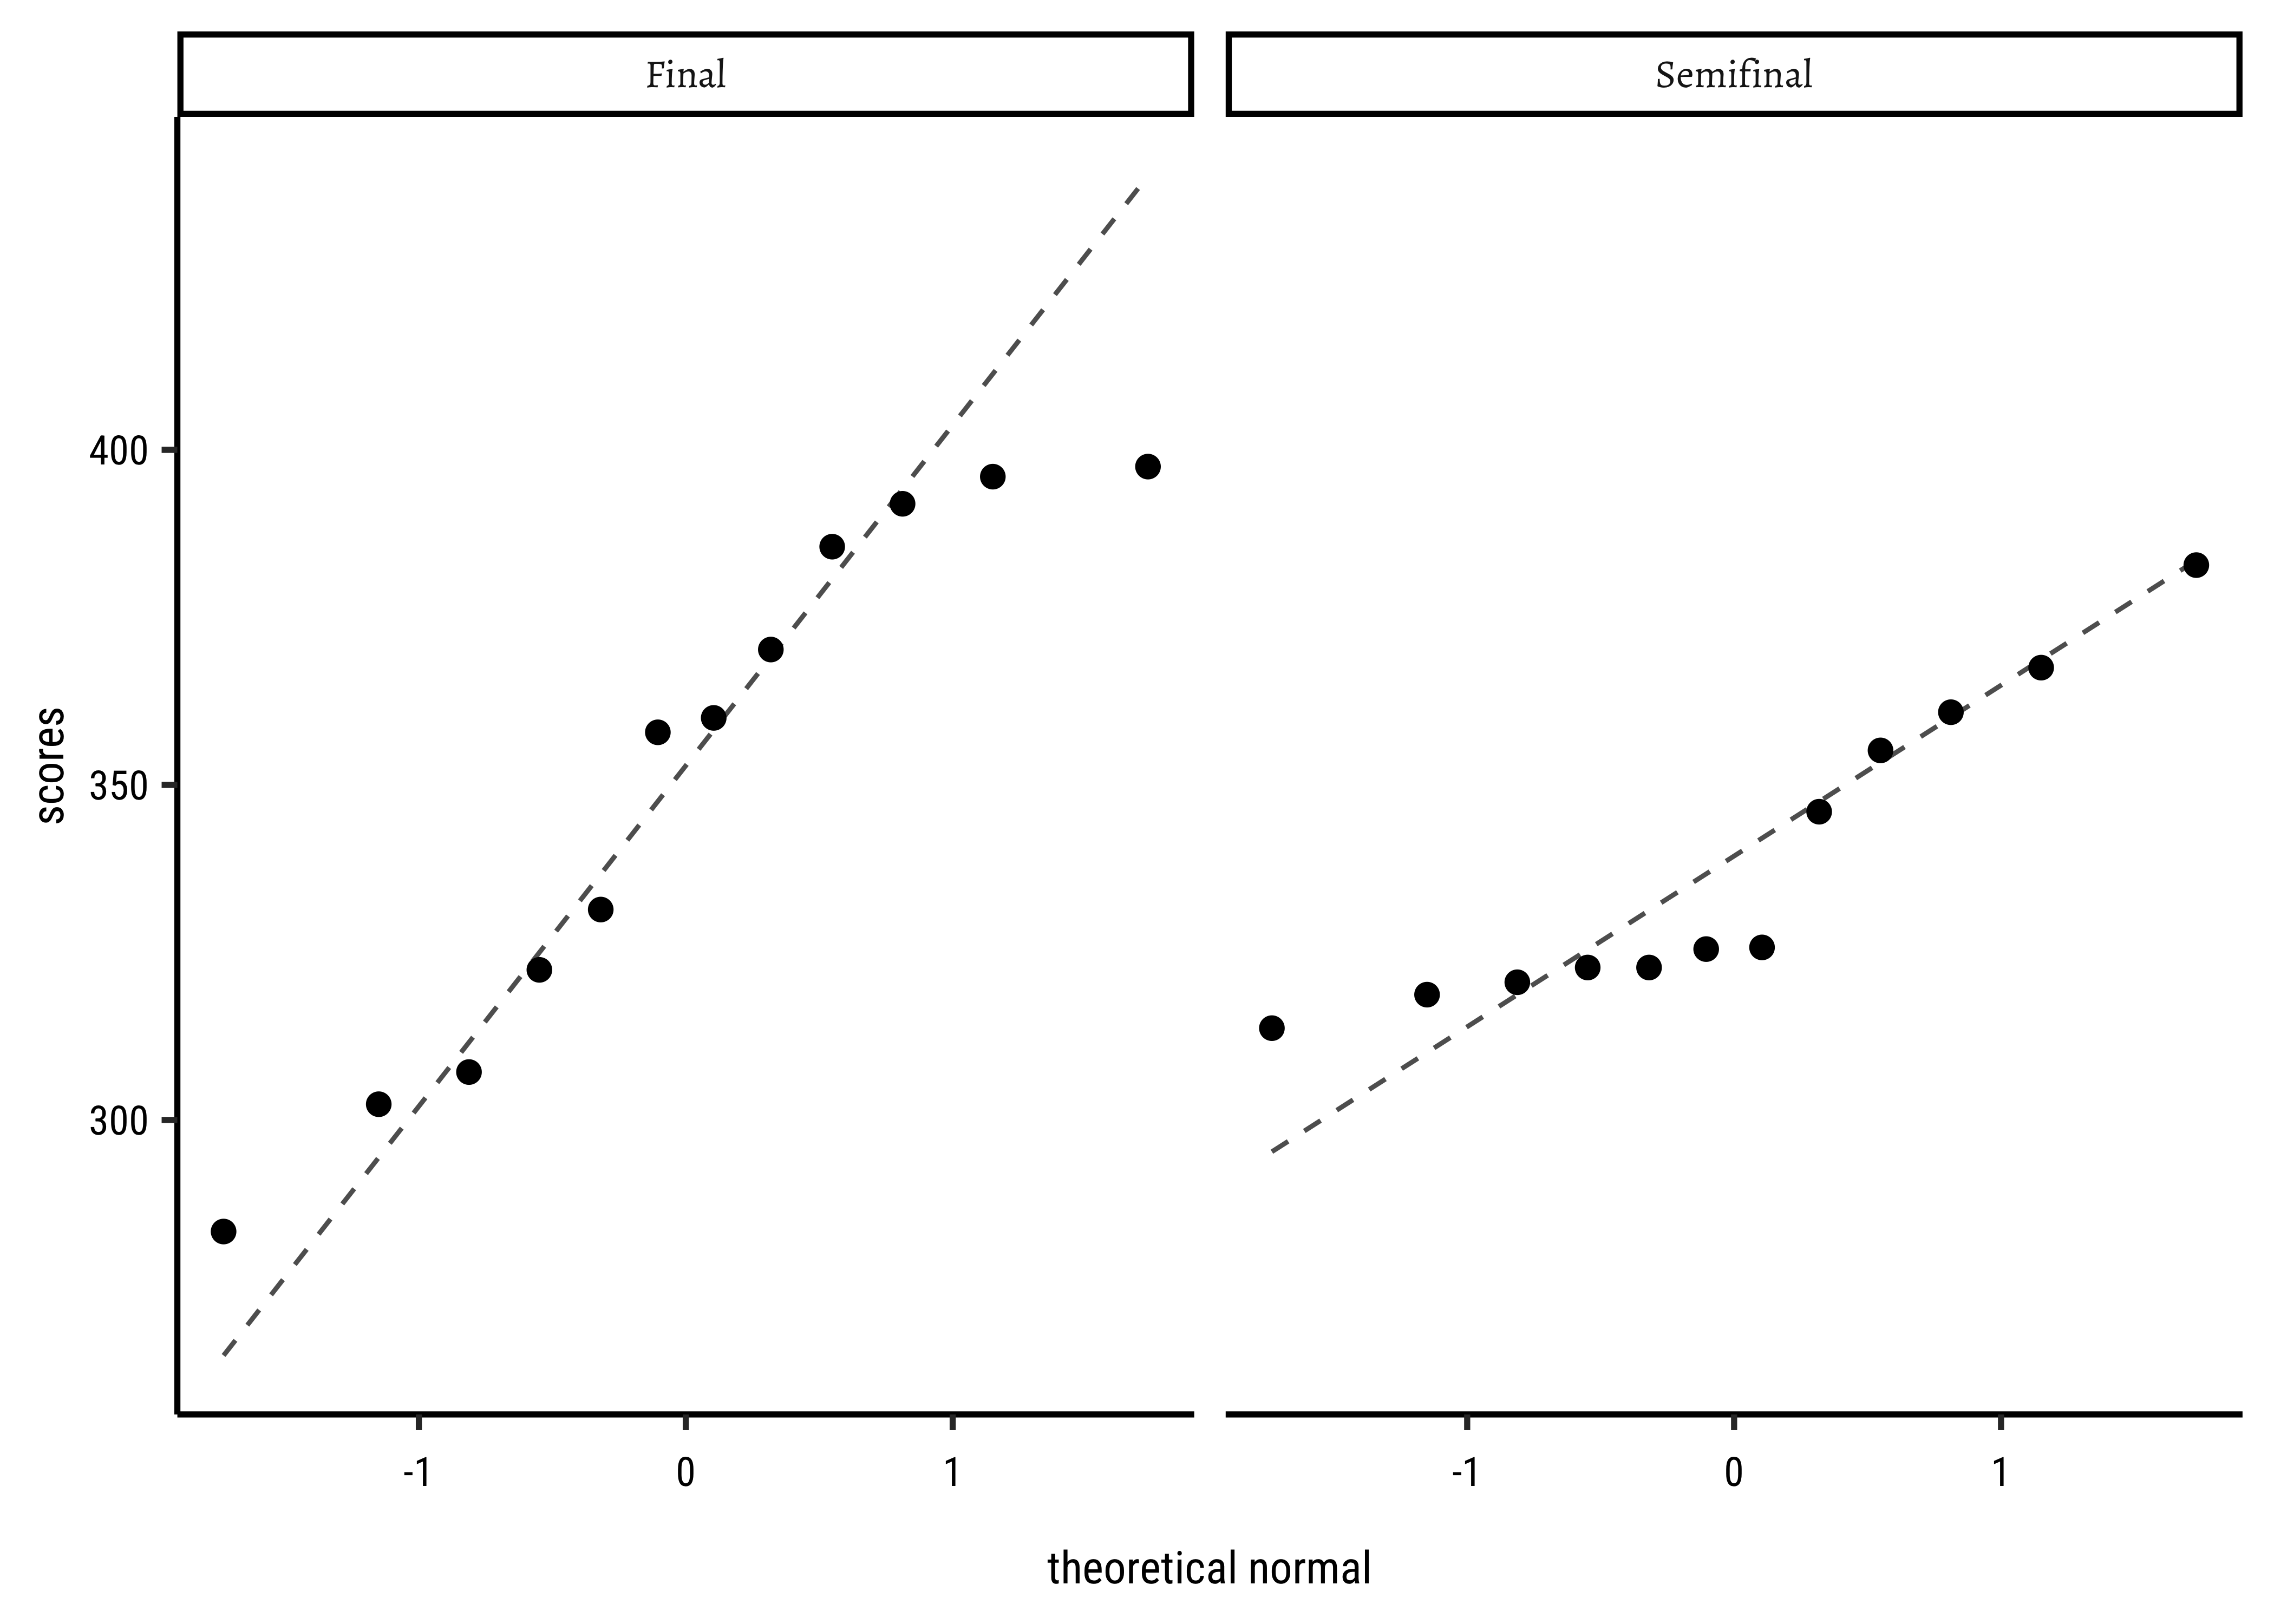 Final
Semifinal
scores
400
350
300
-1 0 1
-1 0 1
theoretical normal